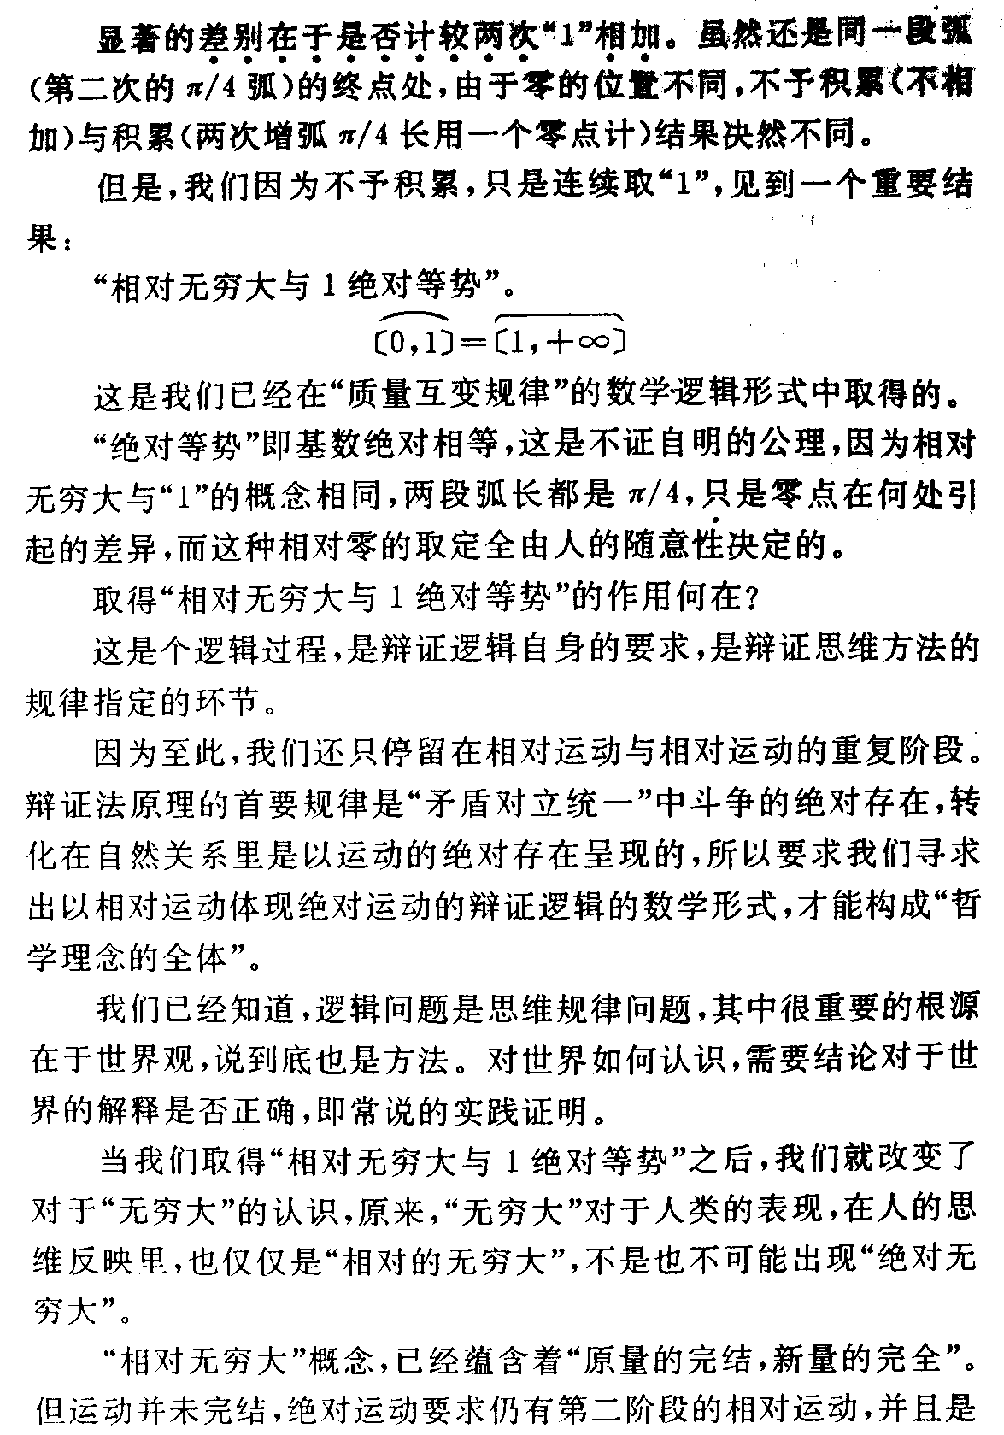 显著的差别在于是否计较两次“1”相加。虽然还是同一段弧
(第二次的 π/4 弧)的终点处,由于零的位置不同,不予积累(不相
加)与积累(两次增弧 π/4 长用一个零点计)结果决然不同。
但是,我们因为不予积累,只是连续取“1”,见到一个重要结
果:
“相对无穷大与 1 绝对等势”。
[0,1]=[1,+∞]
这是我们已经在“质量互变规律”的数学逻辑形式中取得的。
“绝对等势”即基数绝对相等,这是不证自明的公理,因为相对
无穷大与“1”的概念相同,两段弧长都是 π/4,只是零点在何处引
起的差异,而这种相对零的取定全由人的随意性决定的。
取得“相对无穷大与 1 绝对等势”的作用何在?
这是个逻辑过程,是辩证逻辑自身的要求,是辩证思维方法的
规律指定的环节。
因为至此,我们还只停留在相对运动与相对运动的重复阶段。
辩证法原理的首要规律是“矛盾对立统一”中斗争的绝对存在,转
化在自然关系里是以运动的绝对存在呈现的,所以要求我们寻求
出以相对运动体现绝对运动的辩证逻辑的数学形式,才能构成“哲
学理念的全体”。
我们已经知道,逻辑问题是思维规律问题,其中很重要的根源
在于世界观,说到底也是方法。对世界如何认识,需要结论对于世
界的解释是否正确,即常说的实践证明。
当我们取得“相对无穷大与 1 绝对等势”之后,我们就改变了
对于“无穷大”的认识,原来,“无穷大”对于人类的表现,在人的思
维反映里,也仅仅是“相对的无穷大”,不是也不可能出现“绝对无
穷大”。
“相对无穷大”概念,已经蕴含着“原量的完结,新量的完全”。
但运动并未完结,绝对运动要求仍有第二阶段的相对运动,并且是